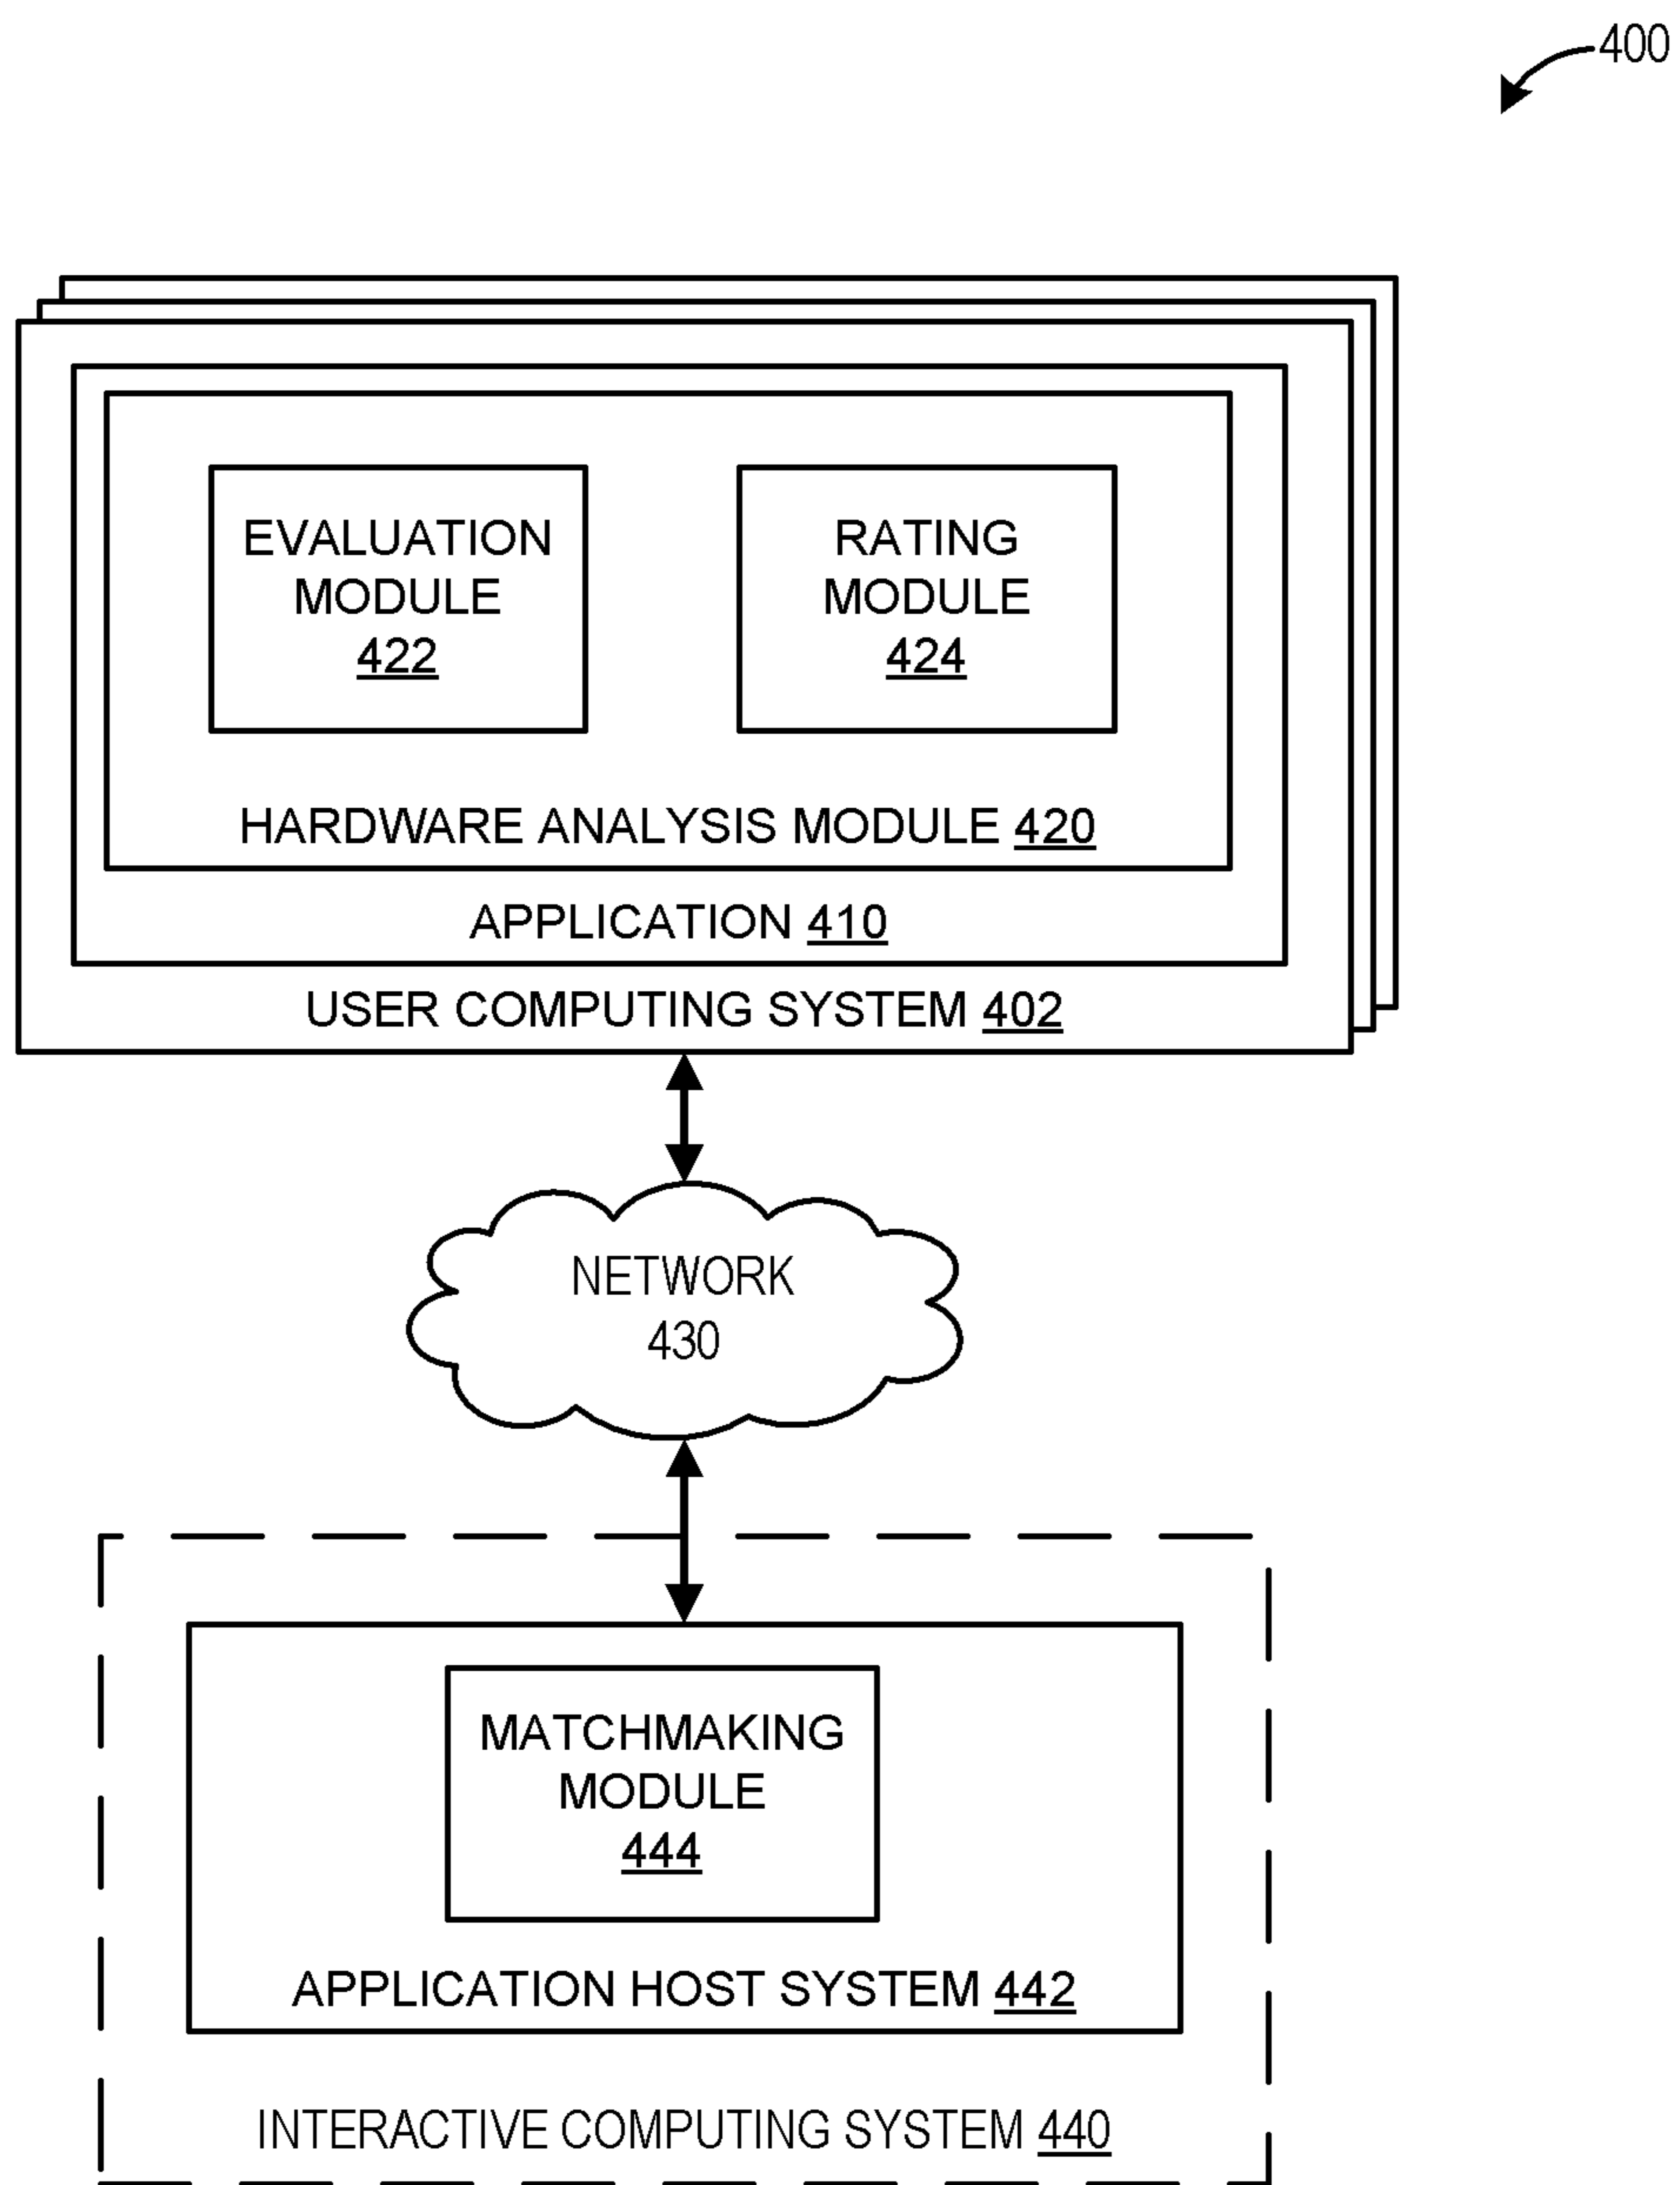 400
EVALUATION
MODULE
422
RATING
MODULE
424
HARDWARE ANALYSIS MODULE 420
APPLICATION 410
USER COMPUTING SYSTEM 402
NETWORK
430
MATCHMAKING
MODULE
444
APPLICATION HOST SYSTEM 442
INTERACTIVE COMPUTING SYSTEM 440